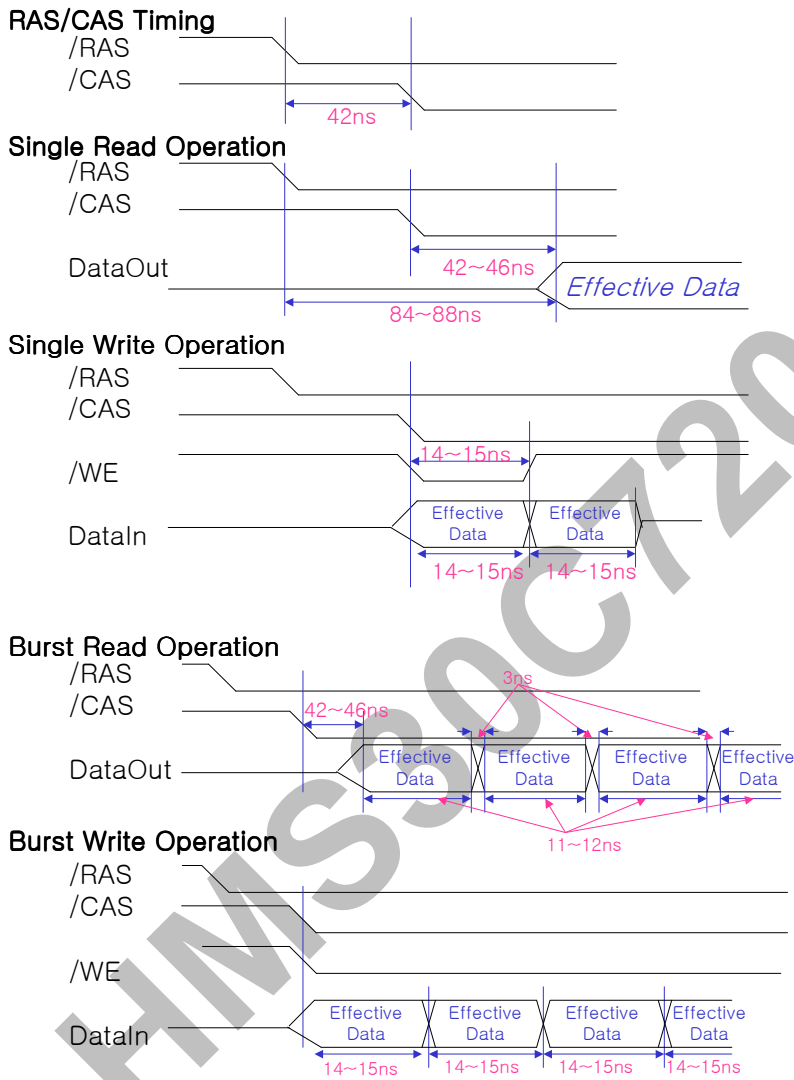 RAS/CAS Timing
/RAS
/CAS
42ns
Single Read Operation
/RAS
/CAS
42~46ns
DataOut
Effective Data
84~88ns
Single Write Operation
/RAS
/CAS
14~15ns
/WE
Effective Data
Effective Data
DataIn
14~15ns 14~15ns
Burst Read Operation
/RAS
3ns
/CAS
42~46ns
Effective Data
Effective Data
Effective Data
Effective Data
DataOut
11~12ns
Burst Write Operation
/RAS
/CAS
/WE
Effective Data
Effective Data
Effective Data
Effective Data
DataIn
14~15ns 14~15ns 14~15ns 14~15ns
HMS30C720